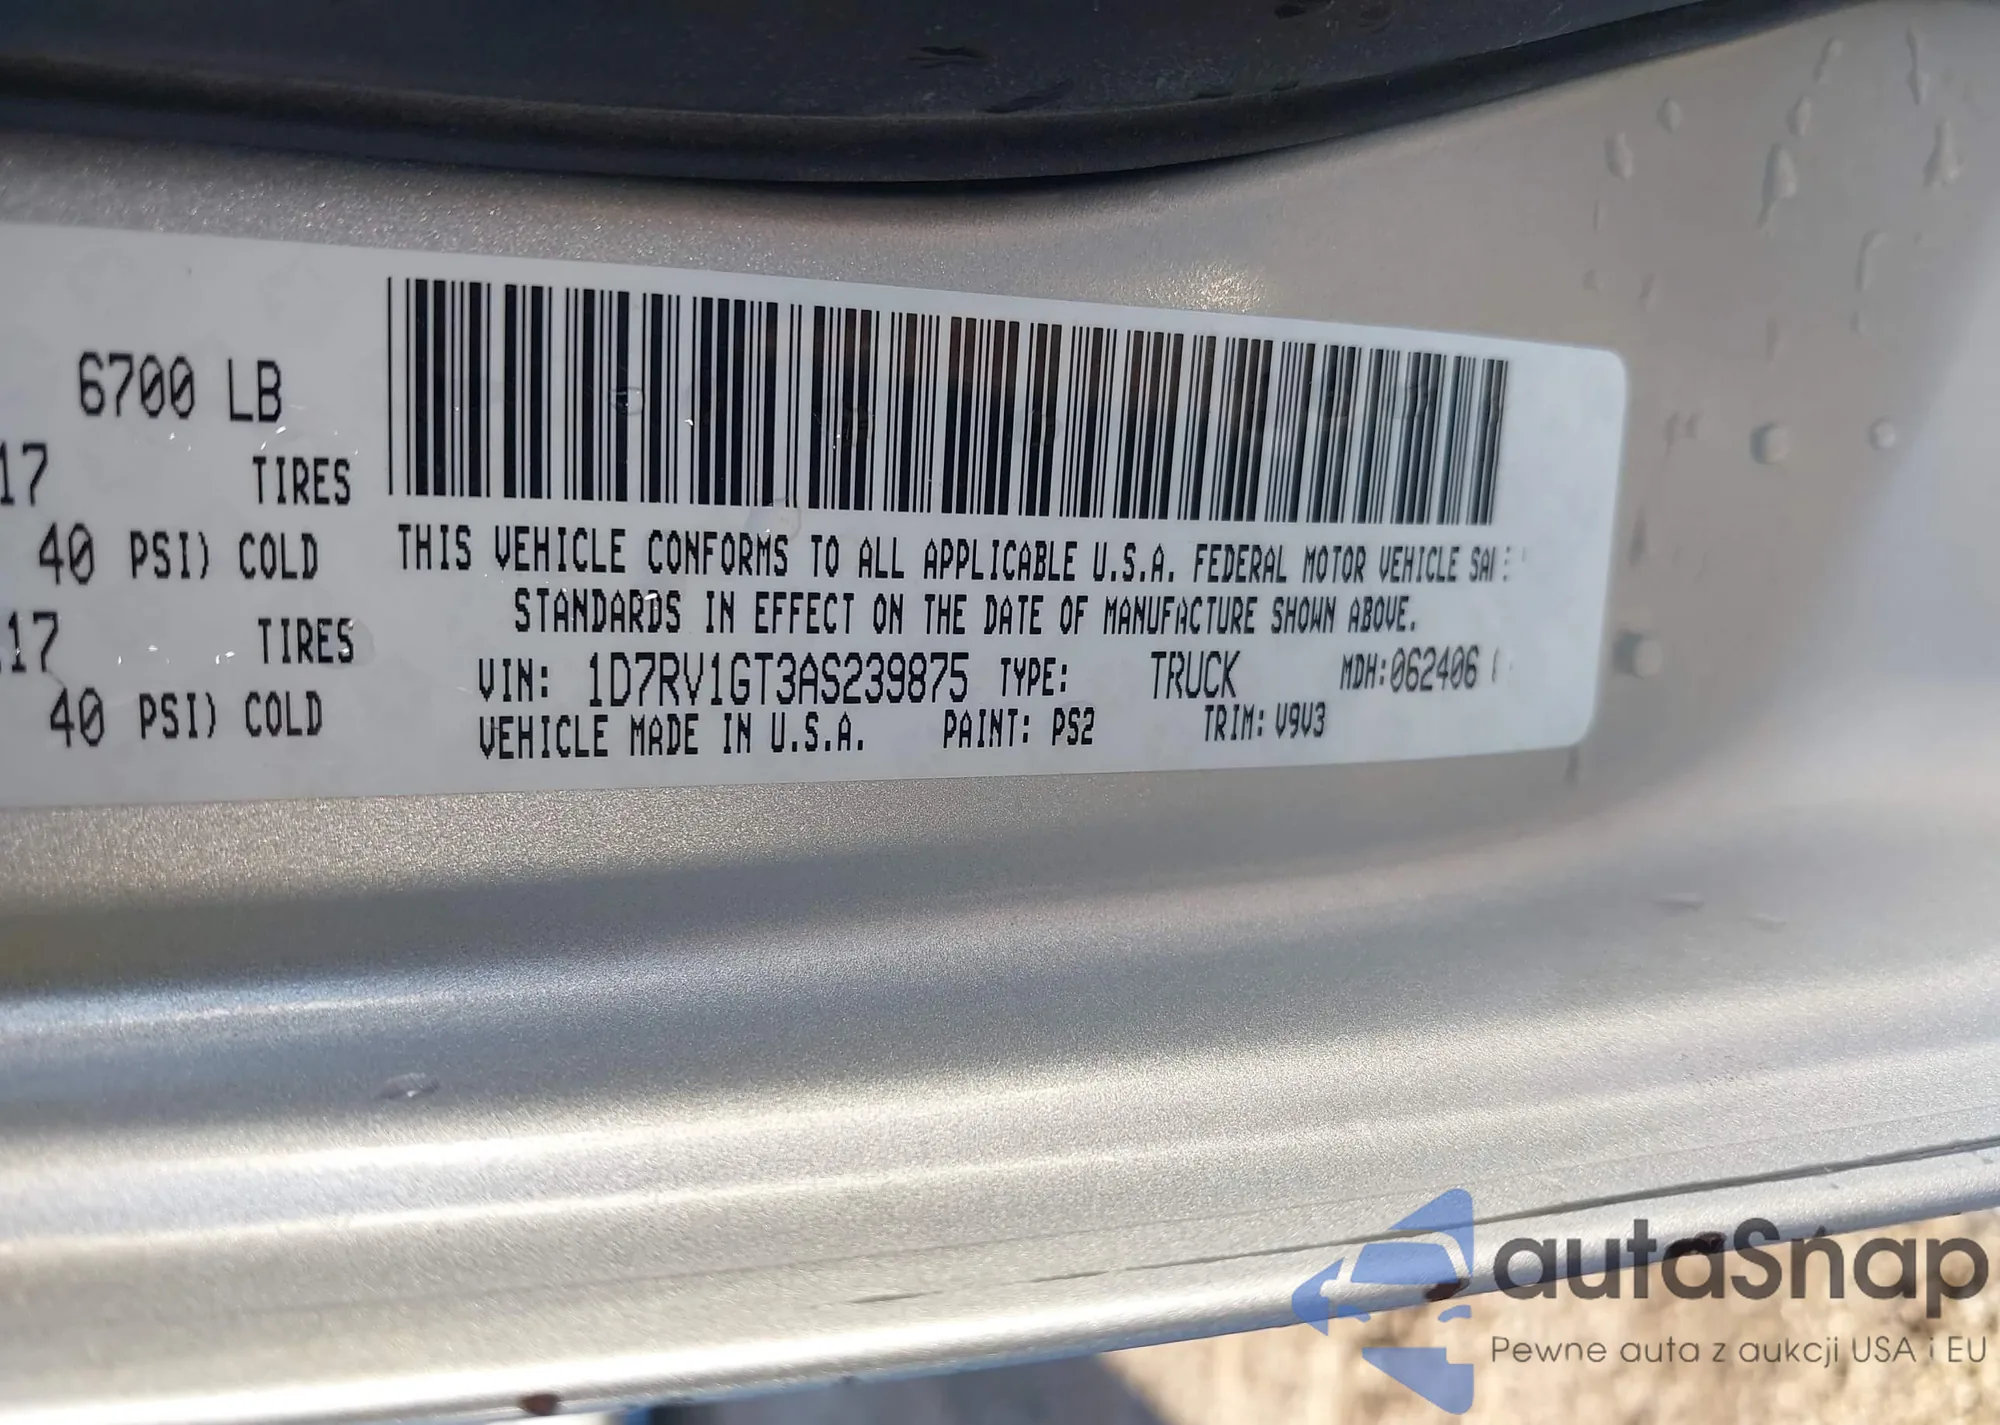 6700 LB
17 TIRES
40 PSI) COLD
17 TIRES
40 PSI) COLD
THIS VEHICLE CONFORMS TO ALL APPLICABLE U.S.A. FEDERAL MOTOR VEHICLE
STANDARDS IN EFFECT ON THE DATE OF MANUFACTURE SHOWN ABOVE.
VIN: 1D7RV1GT3AS239875 TYPE: TRUCK MDH:062406
VEHICLE MADE IN U.S.A. PAINT: PS2 TRIM: V9V3
autaSnap
Pewne auta z aukcji USA i EU